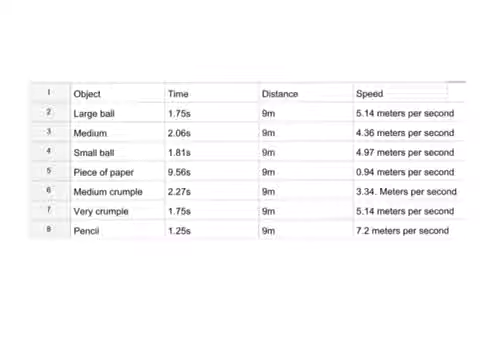 1 Object Time Distance Speed
2 Large ball 1.75s 9m 5.14 meters per second
3 Medium 2.06s 9m 4.36 meters per second
4 Small ball 1.81s 9m 4.97 meters per second
5 Piece of paper 9.56s 9m 0.94 meters per second
6 Medium crumple 2.27s 9m 3.34. Meters per second
7 Very crumple 1.75s 9m 5.14 meters per second
8 Pencil 1.25s 9m 7.2 meters per second